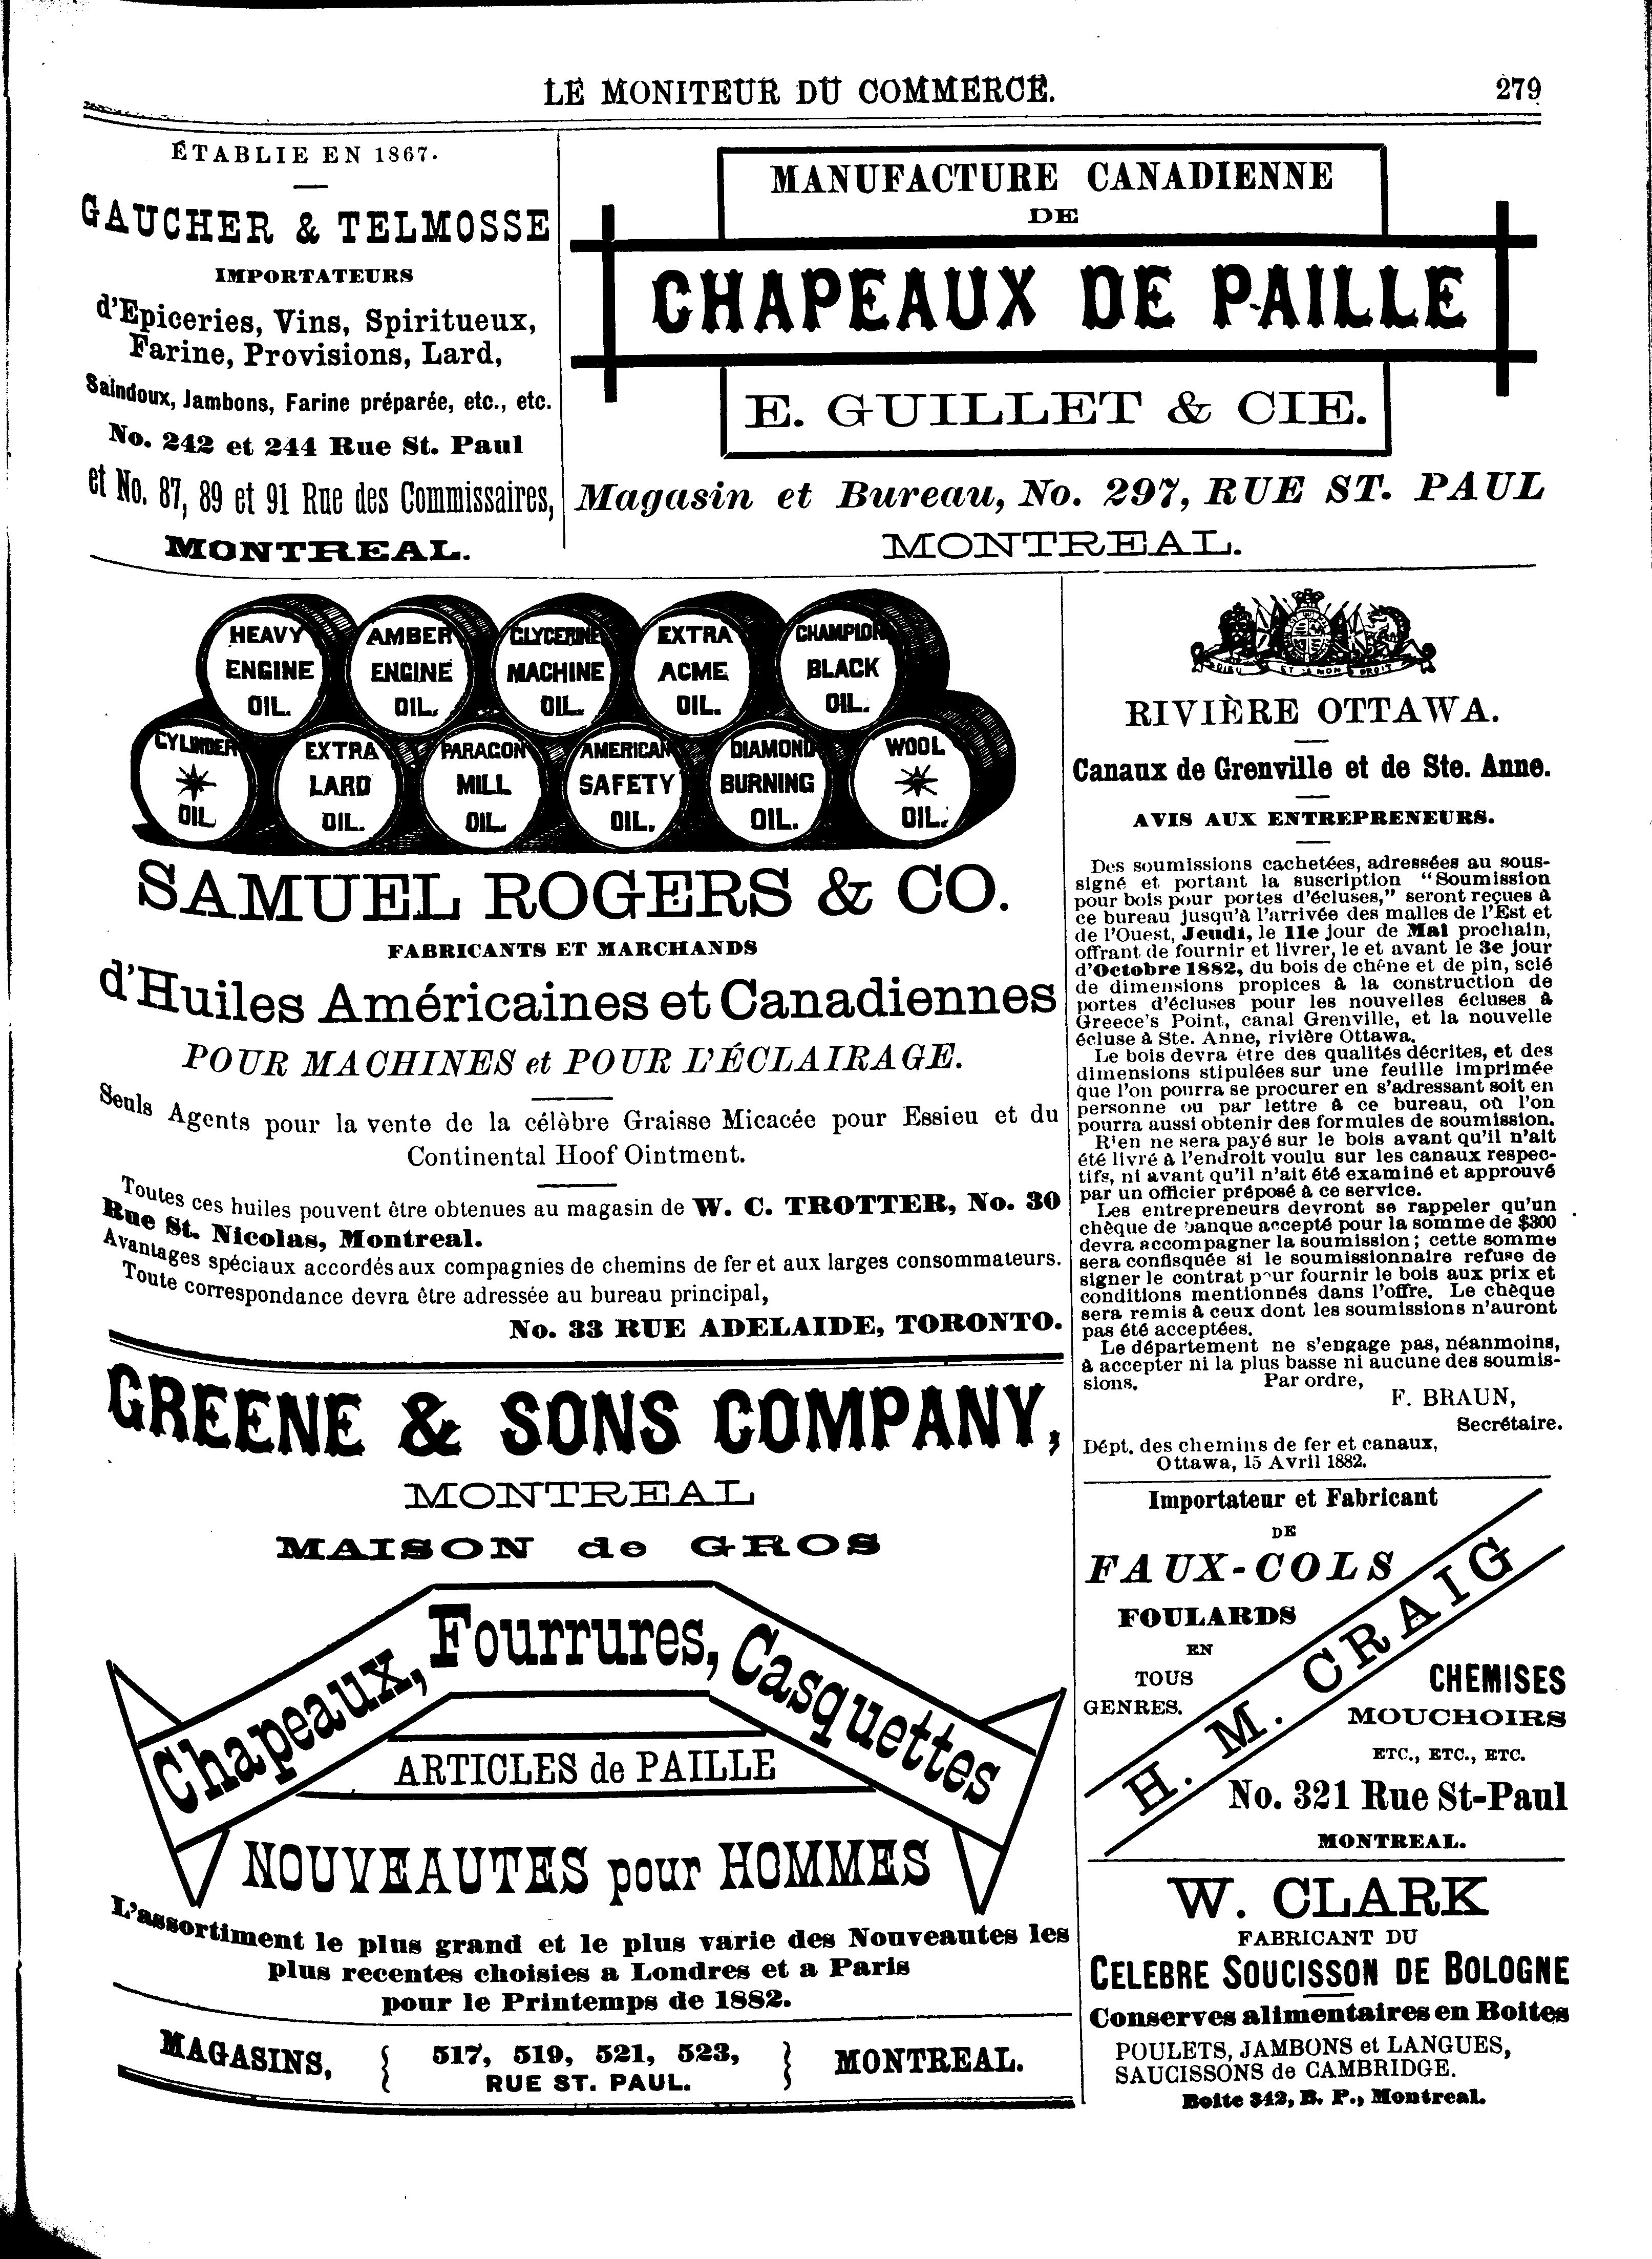 LE MONITEUR DU COMMERCE.
279
ÉTABLIE EN 1867.
GAUCHER & TELMOSSE
IMPORTATEURS
d'Epiceries, Vins, Spiritueux,
Farine, Provisions, Lard,
Saindoux, Jambons, Farine préparée, etc., etc.
No. 242 et 244 Rue St. Paul
et No. 87, 89 et 91 Rue des Commissaires,
MONTREAL.
MANUFACTURE CANADIENNE
DE
CHAPEAUX DE PAILLE
E. GUILLET & CIE.
Magasin et Bureau, No. 297, RUE ST. PAUL
MONTREAL.
HEAVY ENGINE OIL.
AMBER ENGINE OIL.
GLYCERINE MACHINE OIL.
EXTRA ACME OIL.
CHAMPION BLACK OIL.
CYLINDER OIL
EXTRA LARD OIL.
PARAGON MILL OIL.
AMERICAN SAFETY OIL.
DIAMOND BURNING OIL.
WOOL OIL.
SAMUEL ROGERS & CO.
FABRICANTS ET MARCHANDS
d'Huiles Américaines et Canadiennes
POUR MACHINES et POUR L'ÉCLAIRAGE.
Seuls Agents pour la vente de la célèbre Graisse Micacée pour Essieu et du
Continental Hoof Ointment.
Toutes ces huiles pouvent être obtenues au magasin de W. C. TROTTER, No. 30
Rue St. Nicolas, Montreal.
Avantages spéciaux accordés aux compagnies de chemins de fer et aux larges consommateurs.
Toute correspondance devra être adressée au bureau principal,
No. 33 RUE ADELAIDE, TORONTO.
GREENE & SONS COMPANY,
MONTREAL
MAISON de GROS
Chapeaux, Fourrures, Casquettes
ARTICLES de PAILLE
NOUVEAUTES pour HOMMES
L'assortiment le plus grand et le plus varie des Nouveautes les
plus recentes choisies a Londres et a Paris
pour le Printemps de 1882.
MAGASINS, { 517, 519, 521, 523, } MONTREAL.
RUE ST. PAUL.
DIEU ET MON DROIT
RIVIÈRE OTTAWA.
Canaux de Grenville et de Ste. Anne.
AVIS AUX ENTREPRENEURS.
Des soumissions cachetées, adressées au sous-
signé et portant la suscription "Soumission
pour bois pour portes d'écluses," seront reçues à
ce bureau jusqu'à l'arrivée des malles de l'Est et
de l'Ouest, Jeudi, le 11e jour de Mai prochain,
offrant de fournir et livrer, le et avant le 3e jour
d'Octobre 1882, du bois de chêne et de pin, scié
de dimensions propices à la construction de
portes d'écluses pour les nouvelles écluses à
Greece's Point, canal Grenville, et la nouvelle
écluse à Ste. Anne, rivière Ottawa.
Le bois devra être des qualités décrites, et des
dimensions stipulées sur une feuille imprimée
que l'on pourra se procurer en s'adressant soit en
personne ou par lettre à ce bureau, où l'on
pourra aussi obtenir des formules de soumission.
Rien ne sera payé sur le bois avant qu'il n'ait
été livré à l'endroit voulu sur les canaux respec-
tifs, ni avant qu'il n'ait été examiné et approuvé
par un officier préposé à ce service.
Les entrepreneurs devront se rappeler qu'un
chèque de banque accepté pour la somme de $300
devra accompagner la soumission; cette somme
sera confisquée si le soumissionnaire refuse de
signer le contrat pour fournir le bois aux prix et
conditions mentionnés dans l'offre. Le chèque
sera remis à ceux dont les soumissions n'auront
pas été acceptées.
Le département ne s'engage pas, néanmoins,
à accepter ni la plus basse ni aucune des soumis-
sions. Par ordre,
F. BRAUN,
Secrétaire.
Dépt. des chemins de fer et canaux,
Ottawa, 15 Avril 1882.
Importateur et Fabricant
DE
FAUX-COLS
FOULARDS
EN
TOUS
GENRES.
H. M. CRAIG
CHEMISES
MOUCHOIRS
ETC., ETC., ETC.
No. 321 Rue St-Paul
MONTREAL.
W. CLARK
FABRICANT DU
CELEBRE SOUCISSON DE BOLOGNE
Conserves alimentaires en Boites
POULETS, JAMBONS et LANGUES,
SAUCISSONS de CAMBRIDGE.
Boite 342, B. P., Montreal.